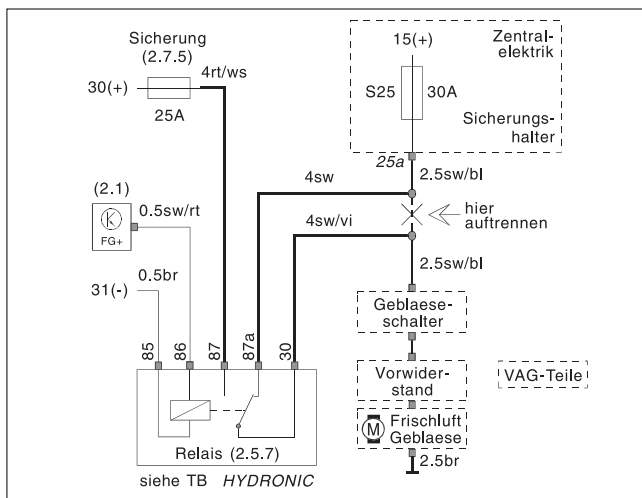 Sicherung
(2.7.5)
4rt/ws
30(+)
25A
15(+)
Zentral-
elektrik
S25
30A
Sicherungs-
halter
25a
2.5sw/bl
4sw
(2.1)
0.5sw/rt
FG+
4sw/vi
hier
auftrennen
2.5sw/bl
0.5br
31(-)
85
86
87
87a
30
Geblaese-
schalter
Vorwider-
stand
VAG-Teile
M
Frischluft
Geblaese
2.5br
Relais (2.5.7)
siehe TB HYDRONIC